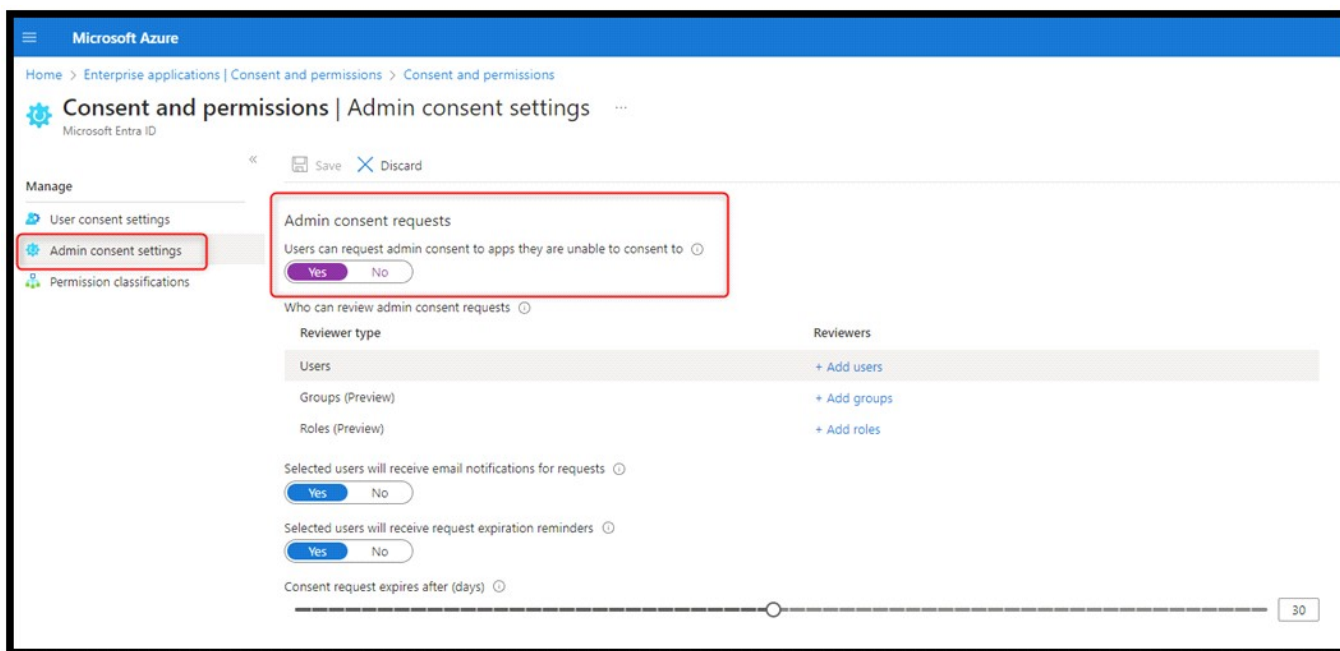 Microsoft Azure
Home > Enterprise applications | Consent and permissions > Consent and permissions
Consent and permissions | Admin consent settings ...
Microsoft Entra ID
«
Save Discard
Manage
User consent settings
Admin consent settings
Permission classifications
Admin consent requests
Users can request admin consent to apps they are unable to consent to
Yes No
Who can review admin consent requests
Reviewer type Reviewers
Users + Add users
Groups (Preview) + Add groups
Roles (Preview) + Add roles
Selected users will receive email notifications for requests
Yes No
Selected users will receive request expiration reminders
Yes No
Consent request expires after (days)
30